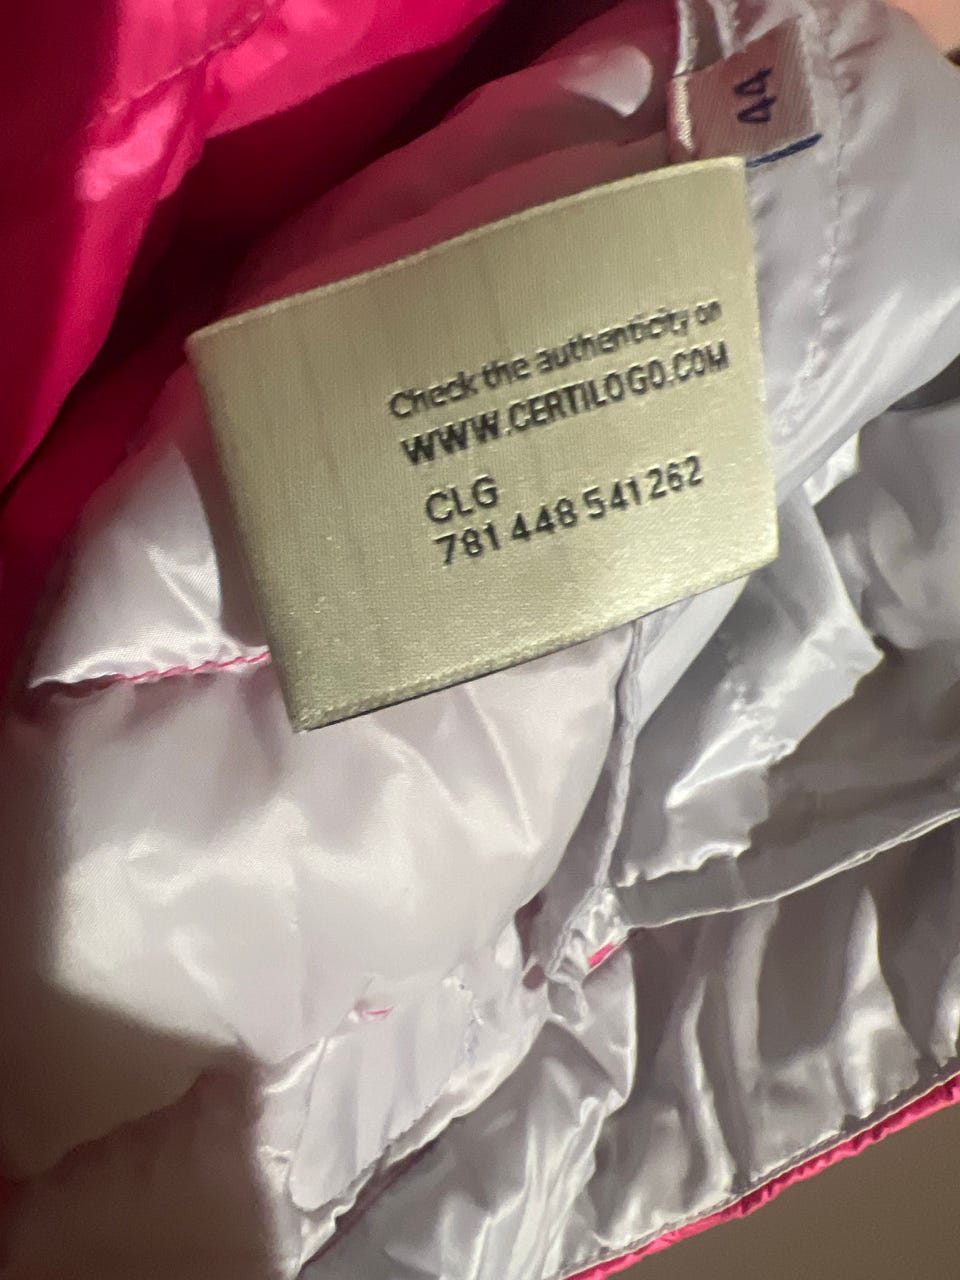 44
Check the authenticity on
WWW.CERTILOGO.COM
CLG
781 448 541 262